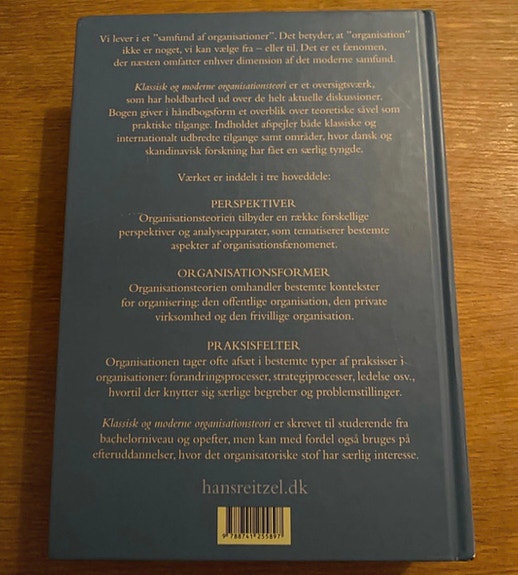 Vi lever i et "samfund af organisationer". Det betyder, at "organisation"
ikke er noget, vi kan vælge fra – eller til. Det er et fænomen,
der næsten omfatter enhver dimension af det moderne samfund.
Klassisk og moderne organisationsteori er et oversigtsværk,
som har holdbarhed ud over de helt aktuelle diskussioner.
Bogen giver i håndbogsform et overblik over teoretiske såvel som
praktiske tilgange. Indholdet afspejler både klassiske og
internationalt udbredte tilgange samt områder, hvor dansk og
skandinavisk forskning har fået en særlig tyngde.
Værket er inddelt i tre hoveddele:
PERSPEKTIVER
Organisationsteorien tilbyder en række forskellige
perspektiver og analyseapparater, som tematiserer bestemte
aspekter af organisationsfænomenet.
ORGANISATIONSFORMER
Organisationsteorien omhandler bestemte kontekster
for organisering: den offentlige organisation, den private
virksomhed og den frivillige organisation.
PRAKSISFELTER
Organisationen tager ofte afsæt i bestemte typer af praksisser i
organisationer: forandringsprocesser, strategiprocesser, ledelse osv.,
hvortil der knytter sig særlige begreber og problemstillinger.
Klassisk og moderne organisationsteori er skrevet til studerende fra
bachelorniveau og opefter, men kan med fordel også bruges på
efteruddannelser, hvor det organisatoriske stof har særlig interesse.
hansreitzel.dk
9 788741 255897